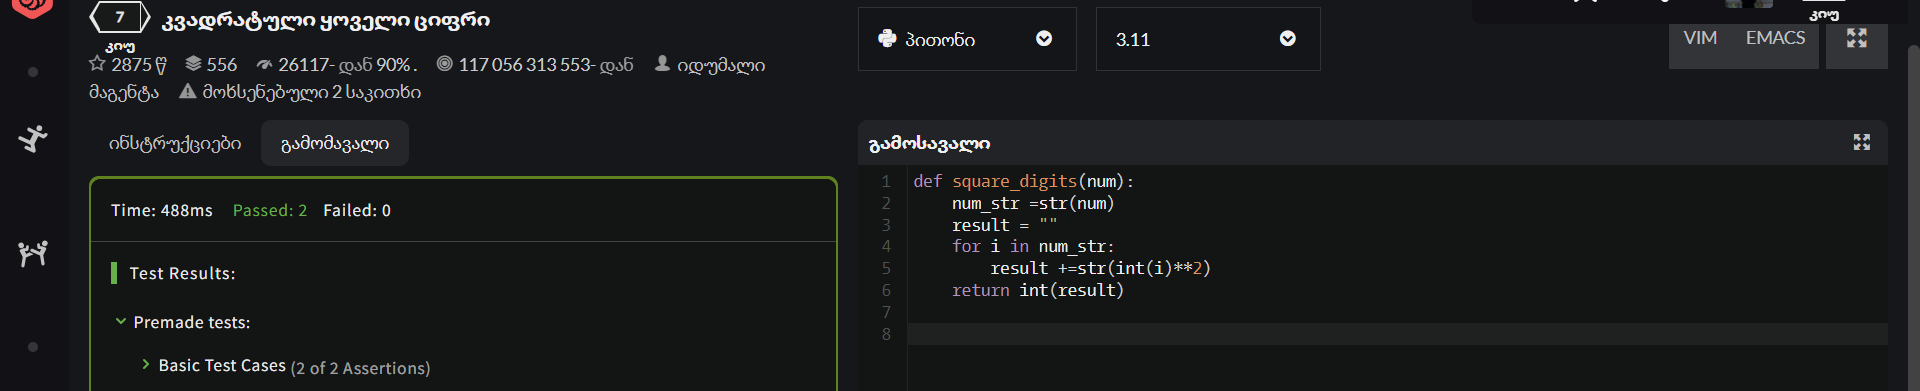 7 კვადრატული ყოველი ციფრი
კიუ
2875 წ 556 26117- დან 90% . 117 056 313 553- დან იდუმალი
მაგენტა მოხსენებული 2 საკითხი
ინსტრუქციები გამომავალი
Time: 488ms Passed: 2 Failed: 0
Test Results:
Premade tests:
Basic Test Cases (2 of 2 Assertions)
პითონი 3.11
კიუ
VIM EMACS
გამოსავალი
1 def square_digits(num):
2 num_str =str(num)
3 result = ""
4 for i in num_str:
5 result +=str(int(i)**2)
6 return int(result)
7
8